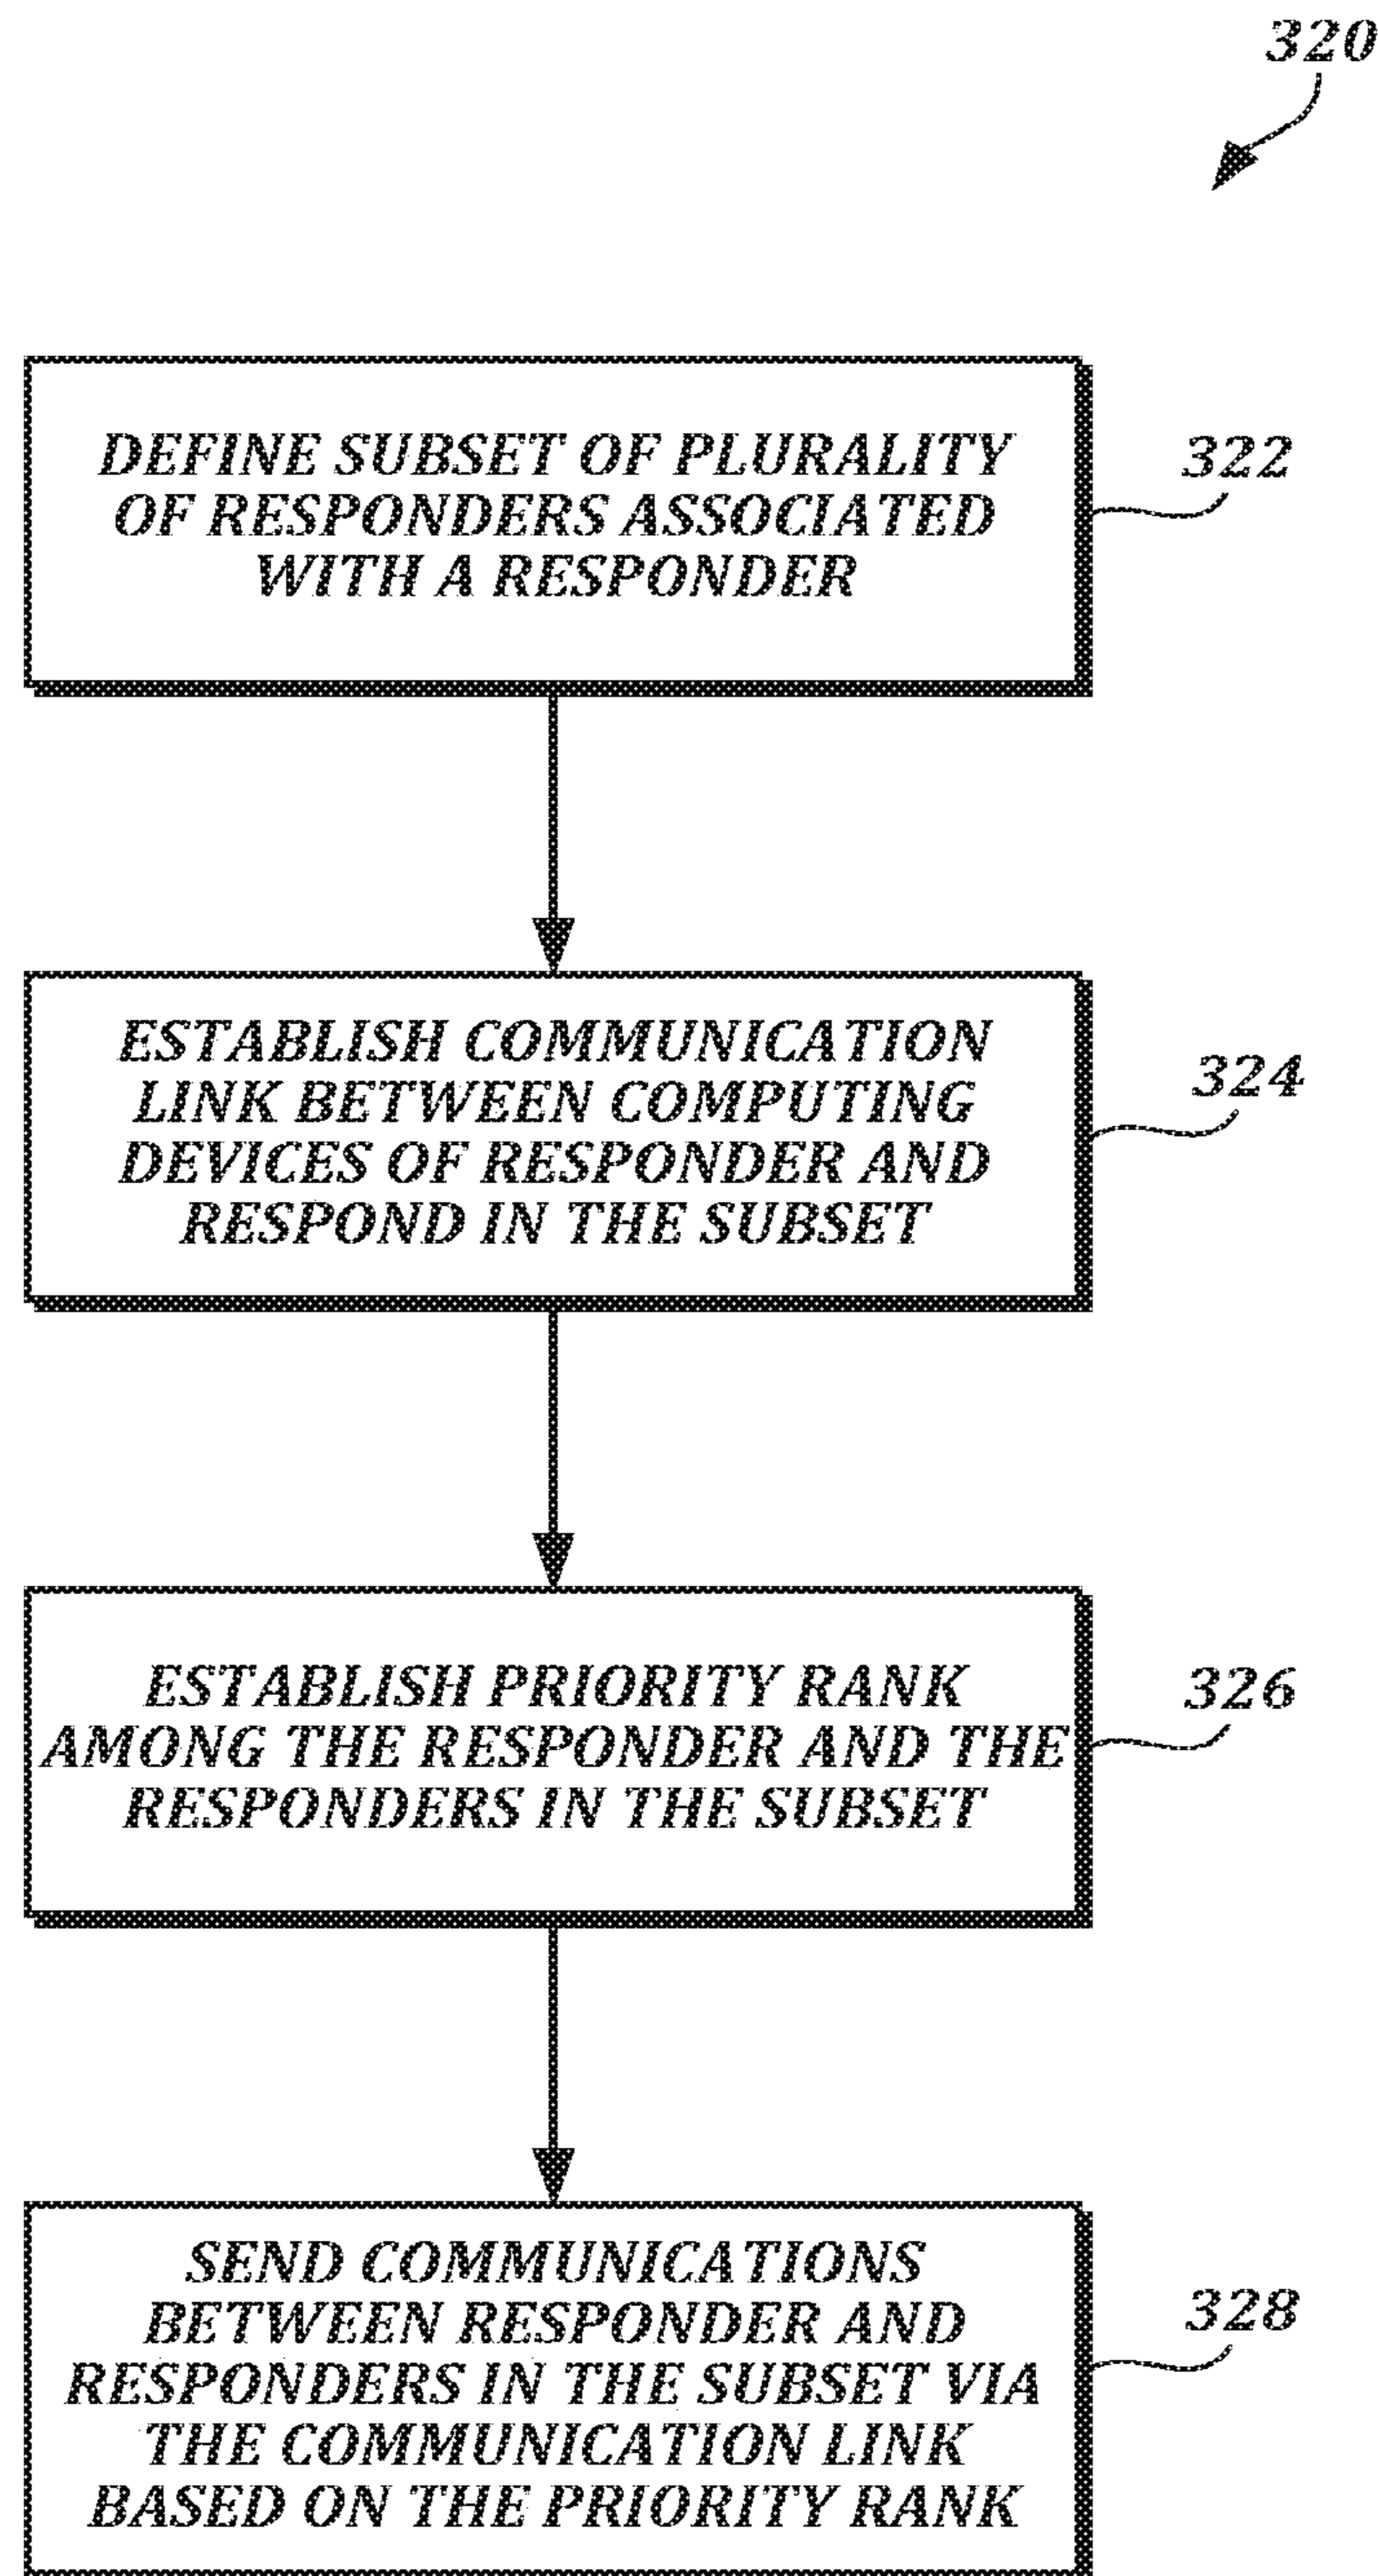 320
DEFINE SUBSET OF PLURALITY
OF RESPONDERS ASSOCIATED
WITH A RESPONDER
322
ESTABLISH COMMUNICATION
LINK BETWEEN COMPUTING
DEVICES OF RESPONDER AND
RESPOND IN THE SUBSET
324
ESTABLISH PRIORITY RANK
AMONG THE RESPONDER AND THE
RESPONDERS IN THE SUBSET
326
SEND COMMUNICATIONS
BETWEEN RESPONDER AND
RESPONDERS IN THE SUBSET VIA
THE COMMUNICATION LINK
BASED ON THE PRIORITY RANK
328